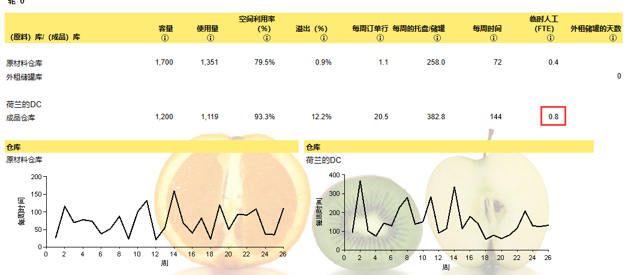 轮 0
（原料）库/（成品）库 容量 使用量 空间利用率（%） 溢出（%） 每周订单行 每周的托盘/储罐 每周时间 临时人工（FTE） 外租储罐的天数
原材料仓库 1,700 1,351 79.5% 0.9% 1.1 258.0 72 0.4
外租储罐库 0
荷兰的DC
成品仓库 1,200 1,119 93.3% 12.2% 20.5 382.8 144 0.8
仓库
原材料仓库
200
150
100
50
0
每周时间
0 2 4 6 8 10 12 14 16 18 20 22 24 26
周
仓库
荷兰的DC
400
300
200
100
0
每周时间
0 2 4 6 8 10 12 14 16 18 20 22 24 26
周